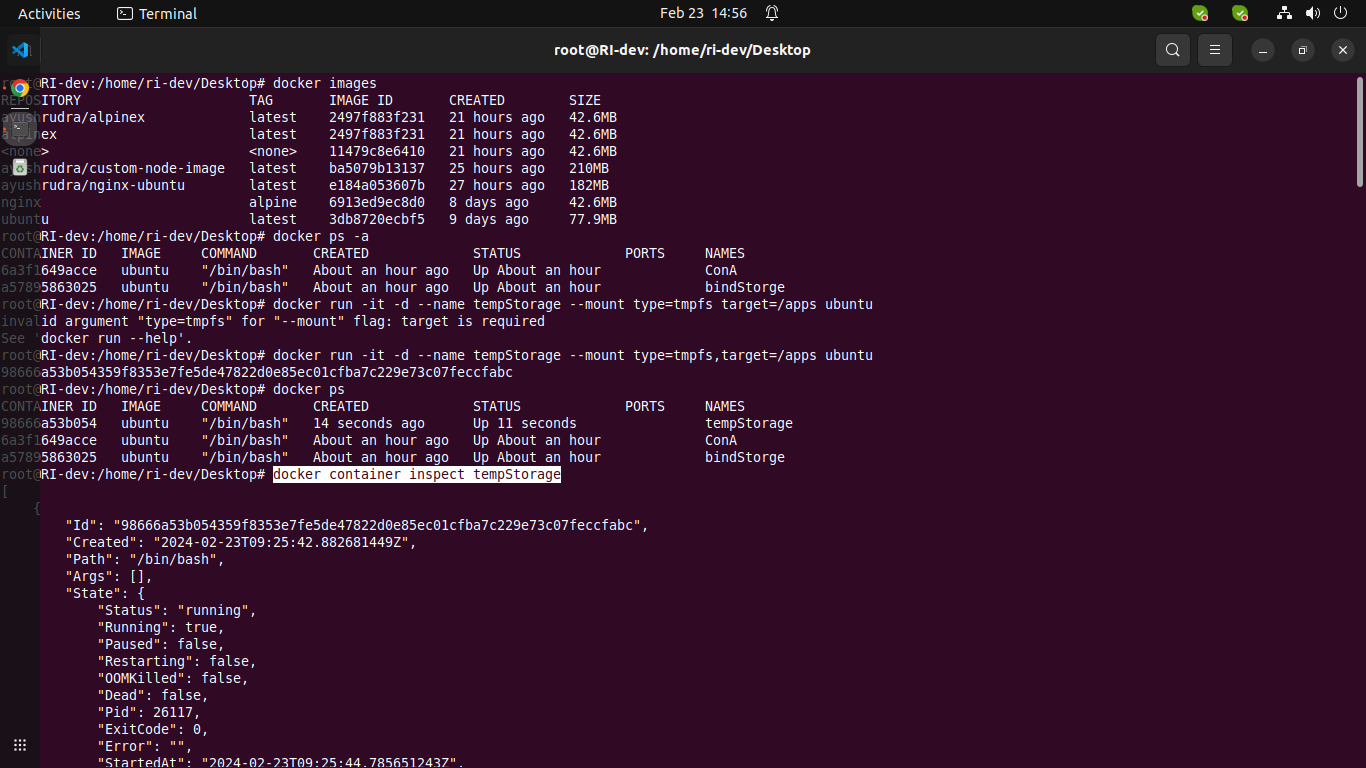 Activities
Terminal
Feb 23 14:56
root@RI-dev: /home/ri-dev/Desktop
root@RI-dev:/home/ri-dev/Desktop# docker images
REPOSITORY TAG IMAGE ID CREATED SIZE
ayushrudra/alpinex latest 2497f883f231 21 hours ago 42.6MB
alpinex latest 2497f883f231 21 hours ago 42.6MB
<none> <none> 11479c8e6410 21 hours ago 42.6MB
ayushrudra/custom-node-image latest ba5079b13137 25 hours ago 210MB
ayushrudra/nginx-ubuntu latest e184a053607b 27 hours ago 182MB
nginx alpine 6913ed9ec8d0 8 days ago 42.6MB
ubuntu latest 3db8720ecbf5 9 days ago 77.9MB
root@RI-dev:/home/ri-dev/Desktop# docker ps -a
CONTAINER ID IMAGE COMMAND CREATED STATUS PORTS NAMES
6a3f1649acce ubuntu "/bin/bash" About an hour ago Up About an hour ConA
a57895863025 ubuntu "/bin/bash" About an hour ago Up About an hour bindStorge
root@RI-dev:/home/ri-dev/Desktop# docker run -it -d --name tempStorage --mount type=tmpfs target=/apps ubuntu
invalid argument "type=tmpfs" for "--mount" flag: target is required
See 'docker run --help'.
root@RI-dev:/home/ri-dev/Desktop# docker run -it -d --name tempStorage --mount type=tmpfs,target=/apps ubuntu
98666a53b054359f8353e7fe5de47822d0e85ec01cfba7c229e73c07feccfabc
root@RI-dev:/home/ri-dev/Desktop# docker ps
CONTAINER ID IMAGE COMMAND CREATED STATUS PORTS NAMES
98666a53b054 ubuntu "/bin/bash" 14 seconds ago Up 11 seconds tempStorage
6a3f1649acce ubuntu "/bin/bash" About an hour ago Up About an hour ConA
a57895863025 ubuntu "/bin/bash" About an hour ago Up About an hour bindStorge
root@RI-dev:/home/ri-dev/Desktop# docker container inspect tempStorage
[
{
"Id": "98666a53b054359f8353e7fe5de47822d0e85ec01cfba7c229e73c07feccfabc",
"Created": "2024-02-23T09:25:42.882681449Z",
"Path": "/bin/bash",
"Args": [],
"State": {
"Status": "running",
"Running": true,
"Paused": false,
"Restarting": false,
"OOMKilled": false,
"Dead": false,
"Pid": 26117,
"ExitCode": 0,
"Error": "",
"StartedAt": "2024-02-23T09:25:44.785651243Z",